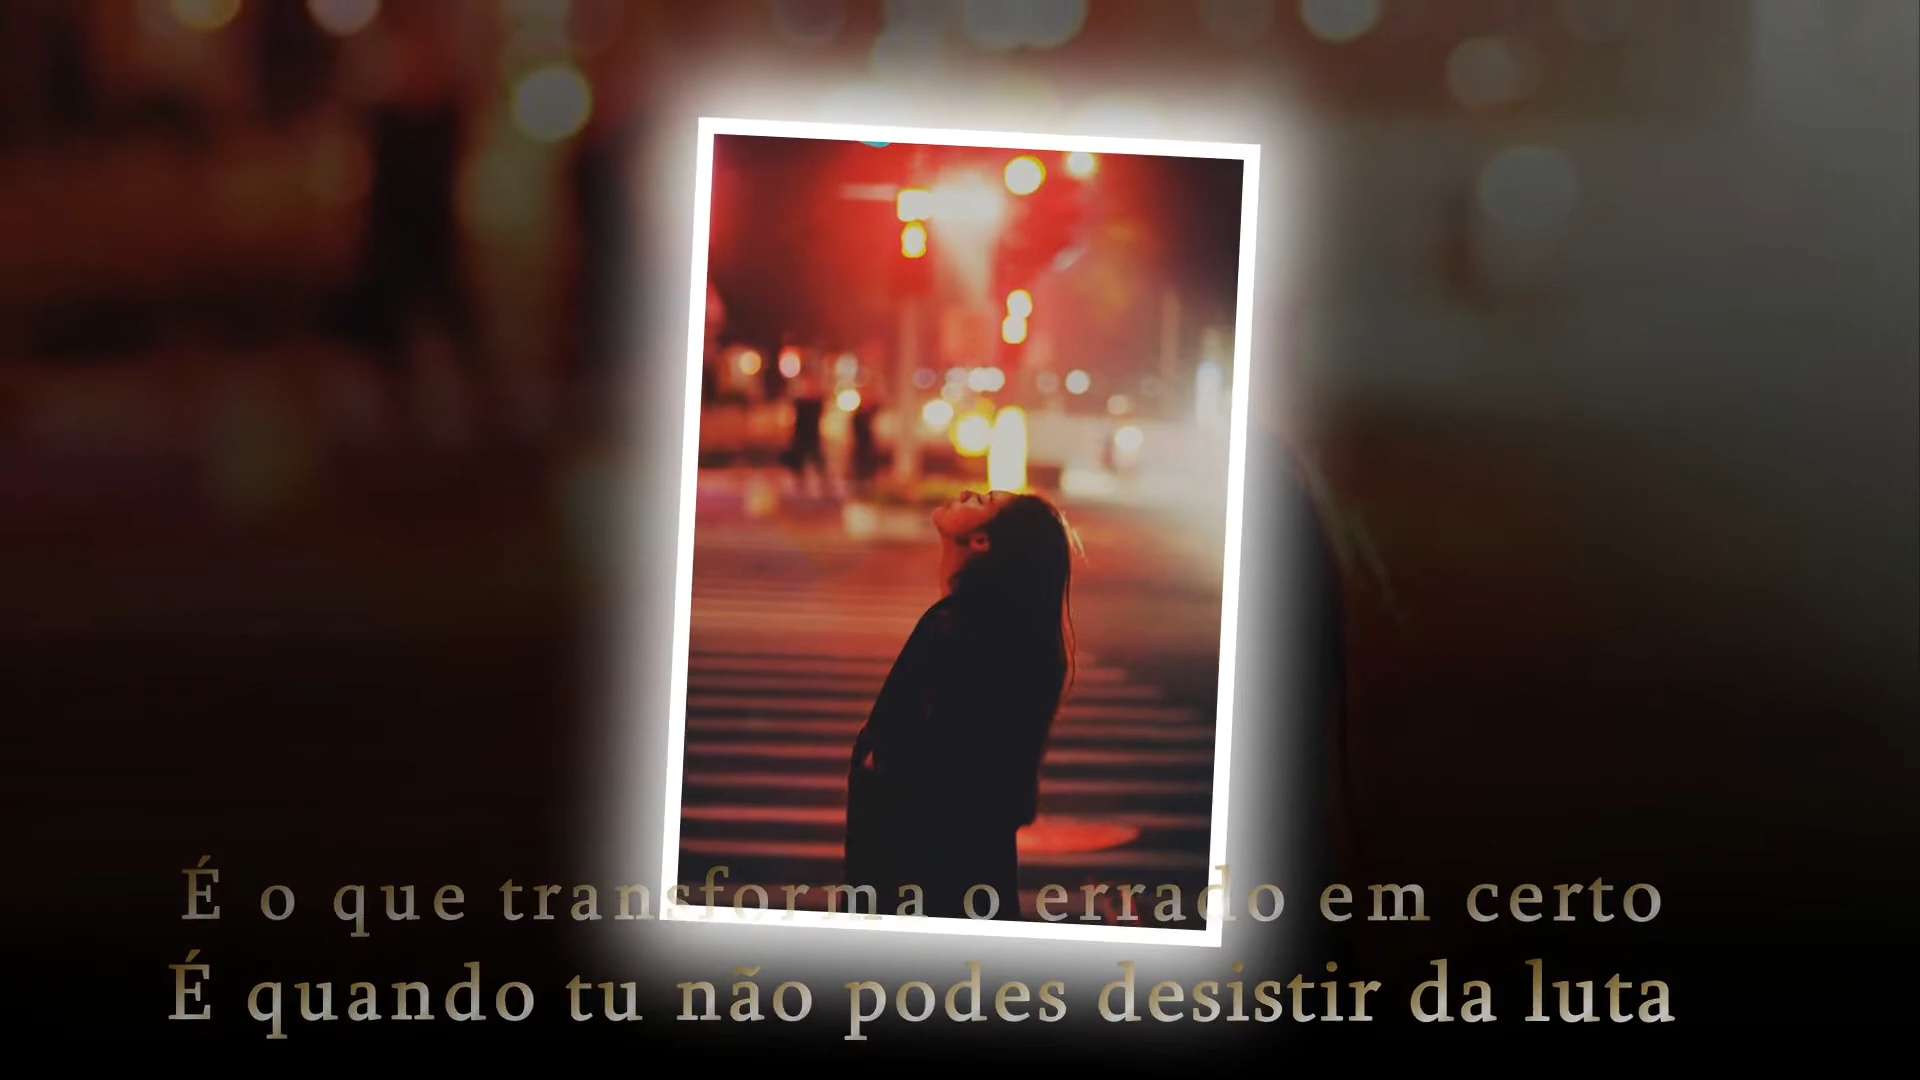 É o que transforma o errado em certo
É quando tu não podes desistir da luta